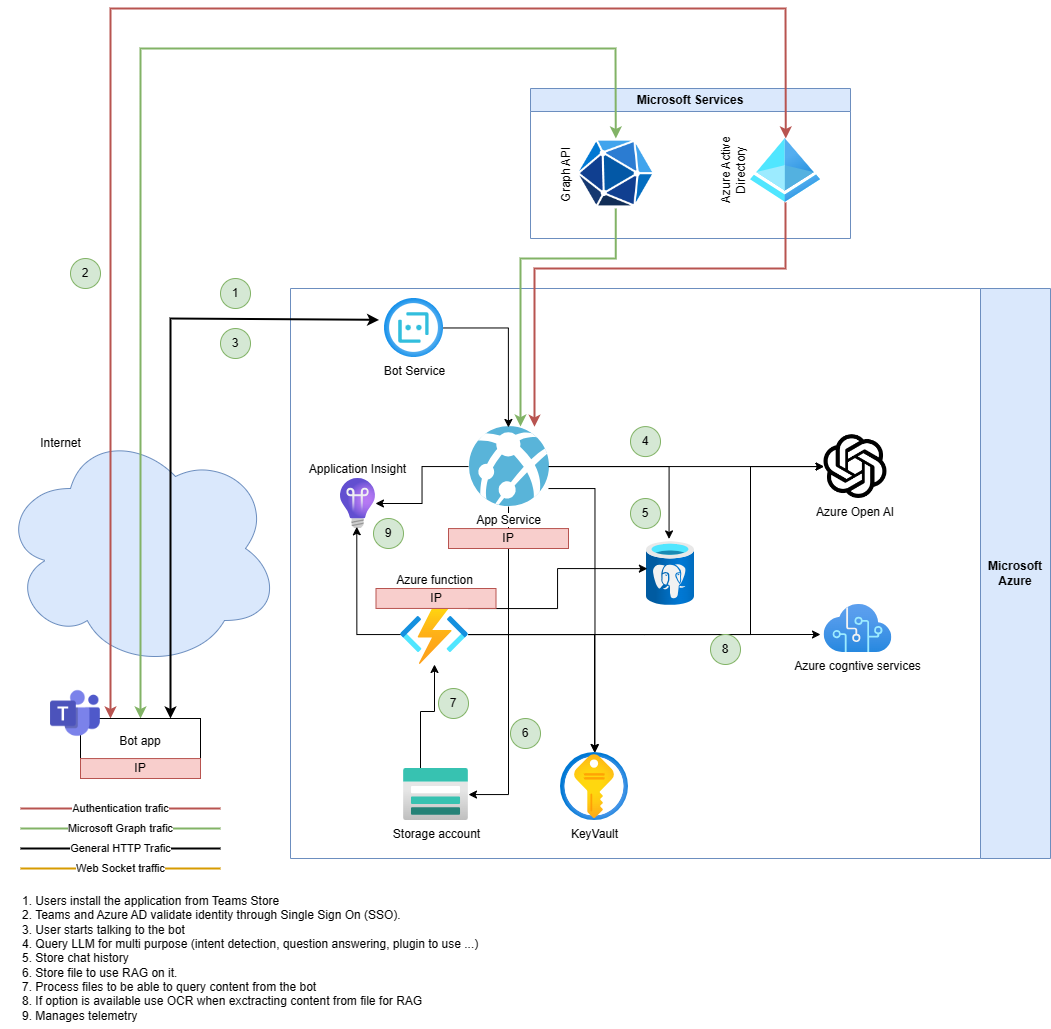 Microsoft Services
Graph API
Azure Active
Directory
2
1
3
Bot Service
Internet
Application Insight
4
Azure Open AI
App Service
IP
5
9
Azure function
IP
Microsoft
Azure
8
Azure cogntive services
7
6
T
Bot app
IP
Storage account
KeyVault
Authentication trafic
Microsoft Graph trafic
General HTTP Trafic
Web Socket traffic
1. Users install the application from Teams Store
2. Teams and Azure AD validate identity through Single Sign On (SSO).
3. User starts talking to the bot
4. Query LLM for multi purpose (intent detection, question answering, plugin to use ...)
5. Store chat history
6. Store file to use RAG on it.
7. Process files to be able to query content from the bot
8. If option is available use OCR when exctracting content from file for RAG
9. Manages telemetry